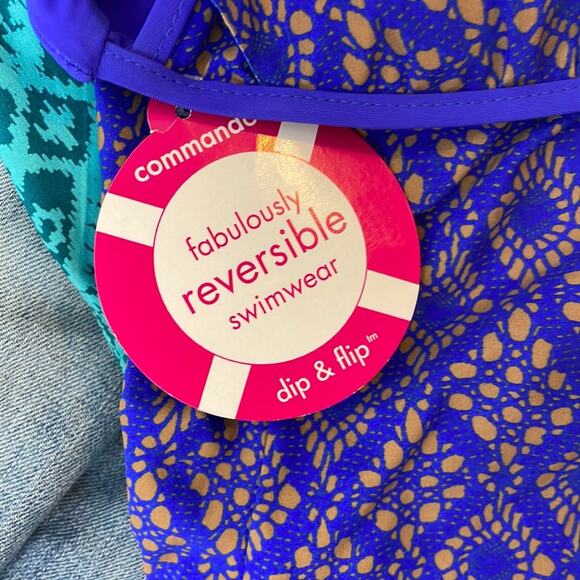 commando
fabulously
reversible
swimwear
dip & flip™